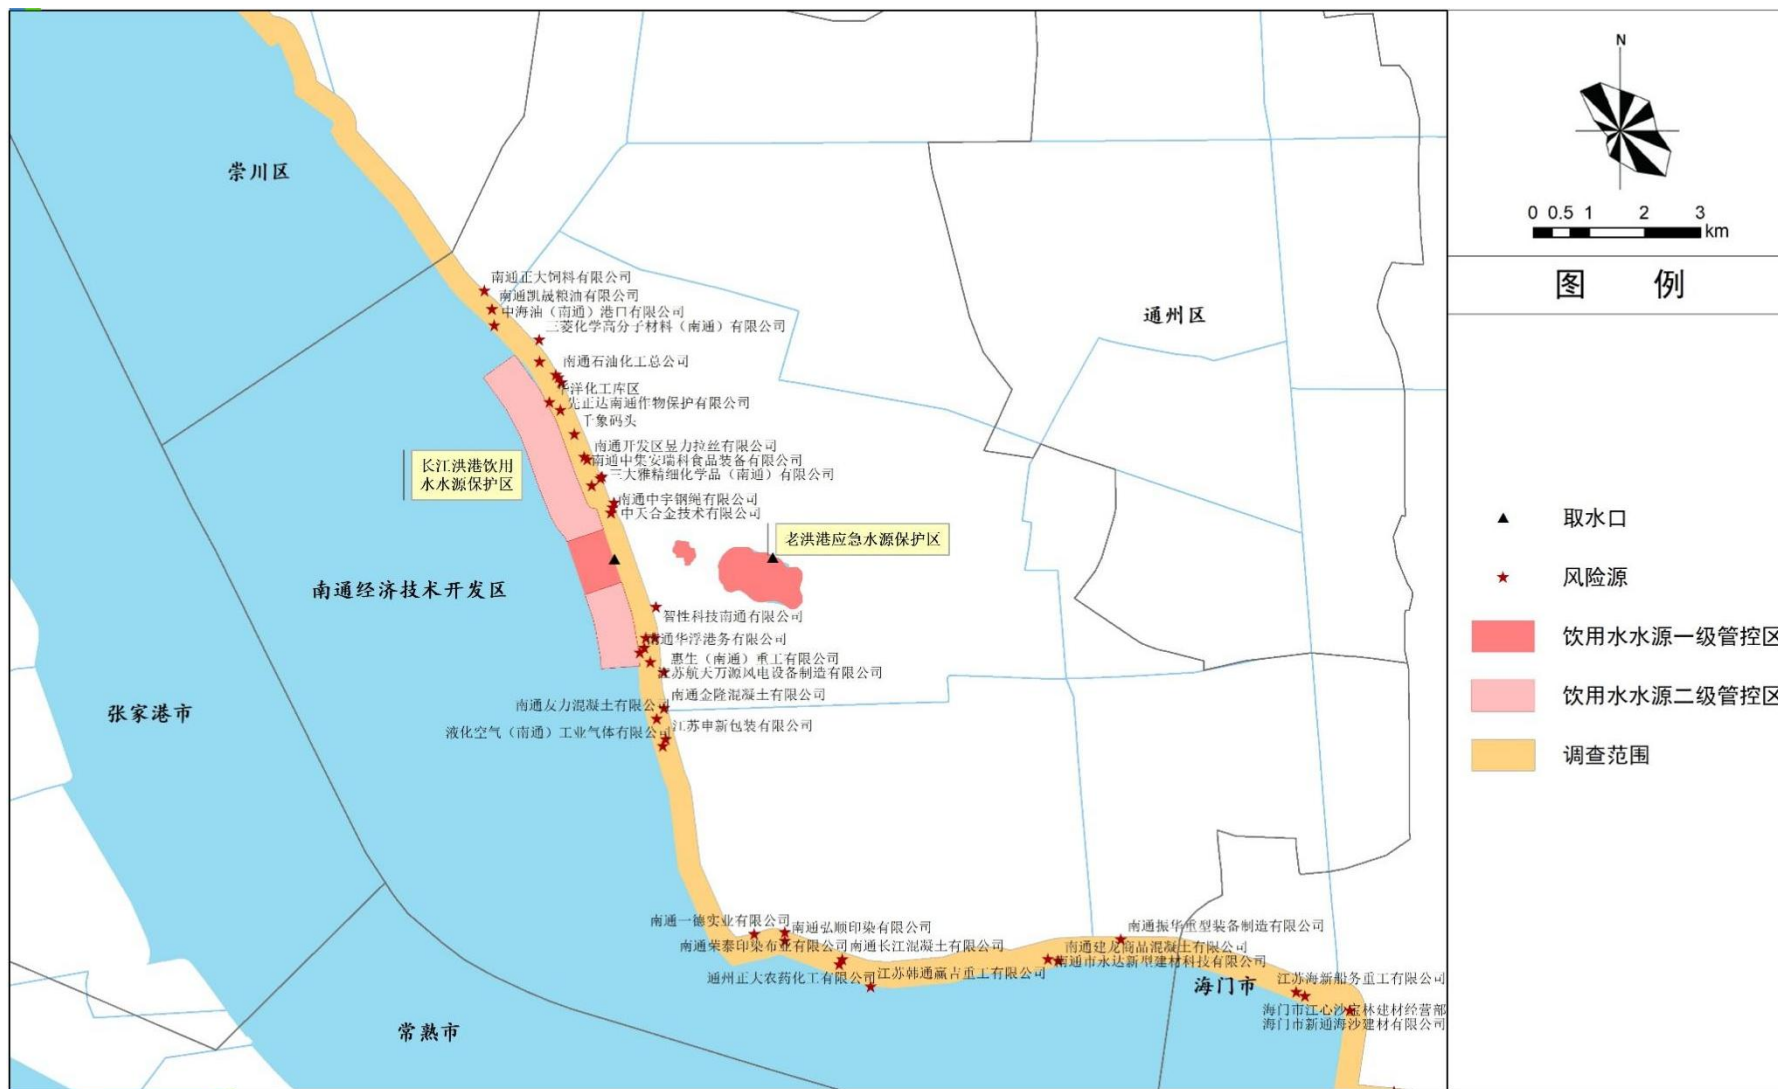 N
0 0.5 1 2 3
km
图 例
取水口
风险源
饮用水水源一级管控区
饮用水水源二级管控区
调查范围
崇川区
通州区
南通正大饲料有限公司
南通凯晟粮油有限公司
中海油（南通）港口有限公司
三菱化学高分子材料（南通）有限公司
南通石油化工总公司
华洋化工库区
先正达南通作物保护有限公司
千象码头
南通开发区昱力拉丝有限公司
南通中集安瑞科食品装备有限公司
三大雅精细化学品（南通）有限公司
南通中宇钢绳有限公司
中天合金技术有限公司
长江洪港饮用
水水源保护区
老洪港应急水源保护区
南通经济技术开发区
智性科技南通有限公司
南通华浮港务有限公司
惠生（南通）重工有限公司
江苏航天万源风电设备制造有限公司
南通金隆混凝土有限公司
南通友力混凝土有限公司
江苏申新包装有限公司
液化空气（南通）工业气体有限公司
张家港市
南通一德实业有限公司
南通弘顺印染有限公司
南通荣泰印染布业有限公司
南通长江混凝土有限公司
通州正大农药化工有限公司
江苏韩通赢吉重工有限公司
南通振华重型装备制造有限公司
南通建龙商品混凝土有限公司
南通市永达新型建材科技有限公司
海门市
江苏海新船务重工有限公司
海门市江心沙宝林建材经营部
海门市新通海沙建材有限公司
常熟市